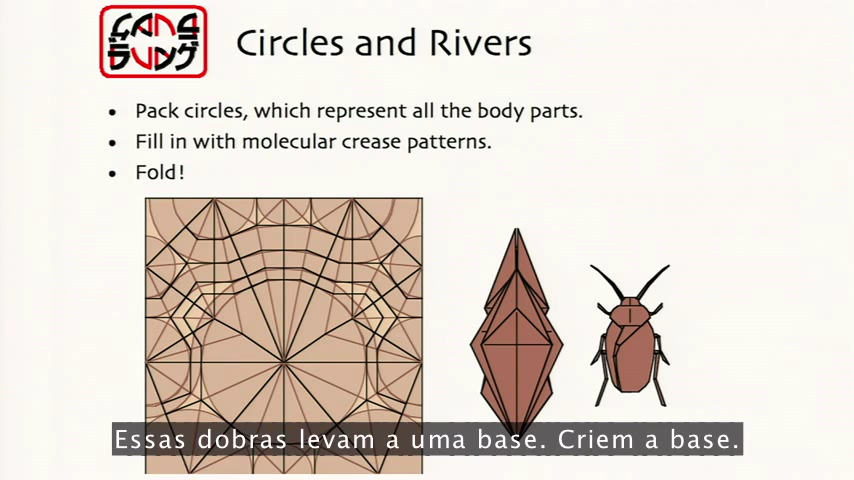 Circles and Rivers
• Pack circles, which represent all the body parts.
• Fill in with molecular crease patterns.
• Fold!
Essas dobras levam a uma base. Criem a base.